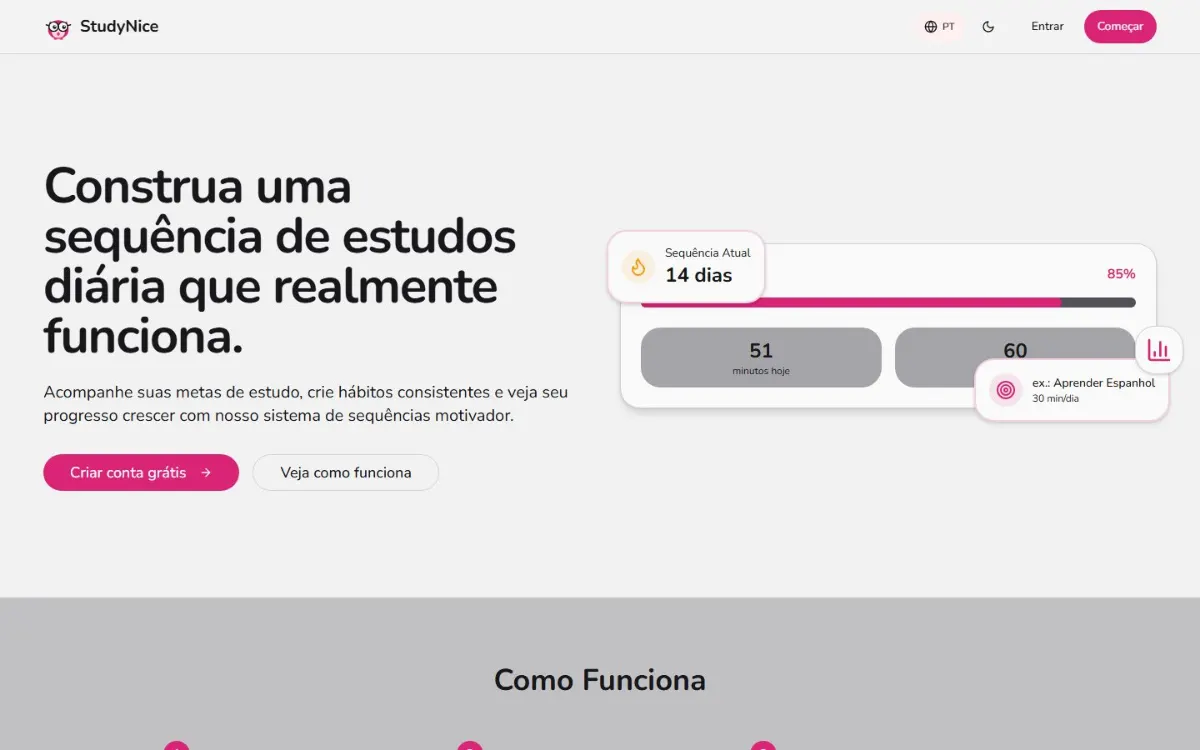 StudyNice
PT
Entrar
Começar
Construa uma
sequência de estudos
diária que realmente
funciona.
Acompanhe suas metas de estudo, crie hábitos consistentes e veja seu
progresso crescer com nosso sistema de sequências motivador.
Criar conta grátis
Veja como funciona
Sequência Atual
14 dias
85%
51
minutos hoje
60
ex.: Aprender Espanhol
30 min/dia
Como Funciona